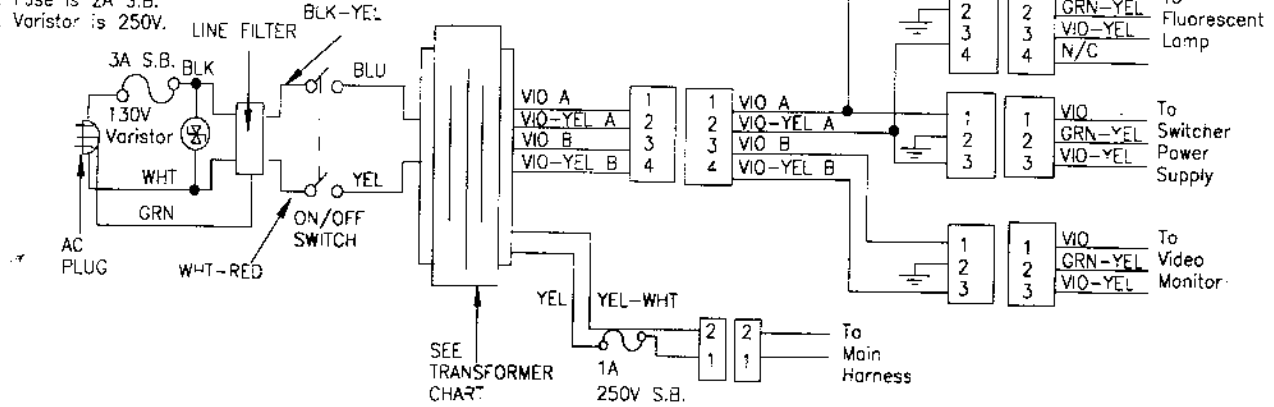 Fuse is 2A S.B.
Varistor is 250V.
BLK-YEL
LINE FILTER
3A S.B.
BLK
BLU
130V
Varistor
WHT
GRN
YEL
ON/OFF
SWITCH
AC
PLUG
WHT-RED
VIO A
VIO-YEL A
VIO B
VIO-YEL B
1
2
3
4
1
2
3
4
VIO A
VIO-YEL A
VIO B
VIO-YEL B
2
3
4
2
3
4
GRN-YEL
VIO-YEL
N/C
To
Fluorescent
Lamp
1
2
3
1
2
3
VIO
GRN-YEL
VIO-YEL
To
Switcher
Power
Supply
1
2
3
1
2
3
VIO
GRN-YEL
VIO-YEL
To
Video
Monitor
YEL
YEL-WHT
SEE
TRANSFORMER
CHART
1A
250V S.B.
2
1
2
1
To
Main
Harness